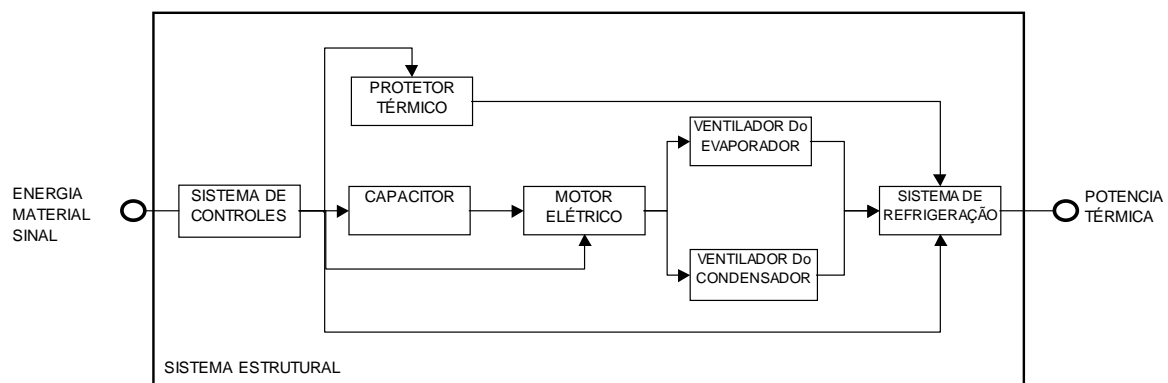 PROTETOR
TÉRMICO
VENTILADOR Do
EVAPORADOR
ENERGIA
MATERIAL
SINAL
SISTEMA DE
CONTROLES
CAPACITOR
MOTOR
ELÉTRICO
SISTEMA DE
REFRIGERAÇÃO
POTENCIA
TÉRMICA
VENTILADOR Do
CONDENSADOR
SISTEMA ESTRUTURAL